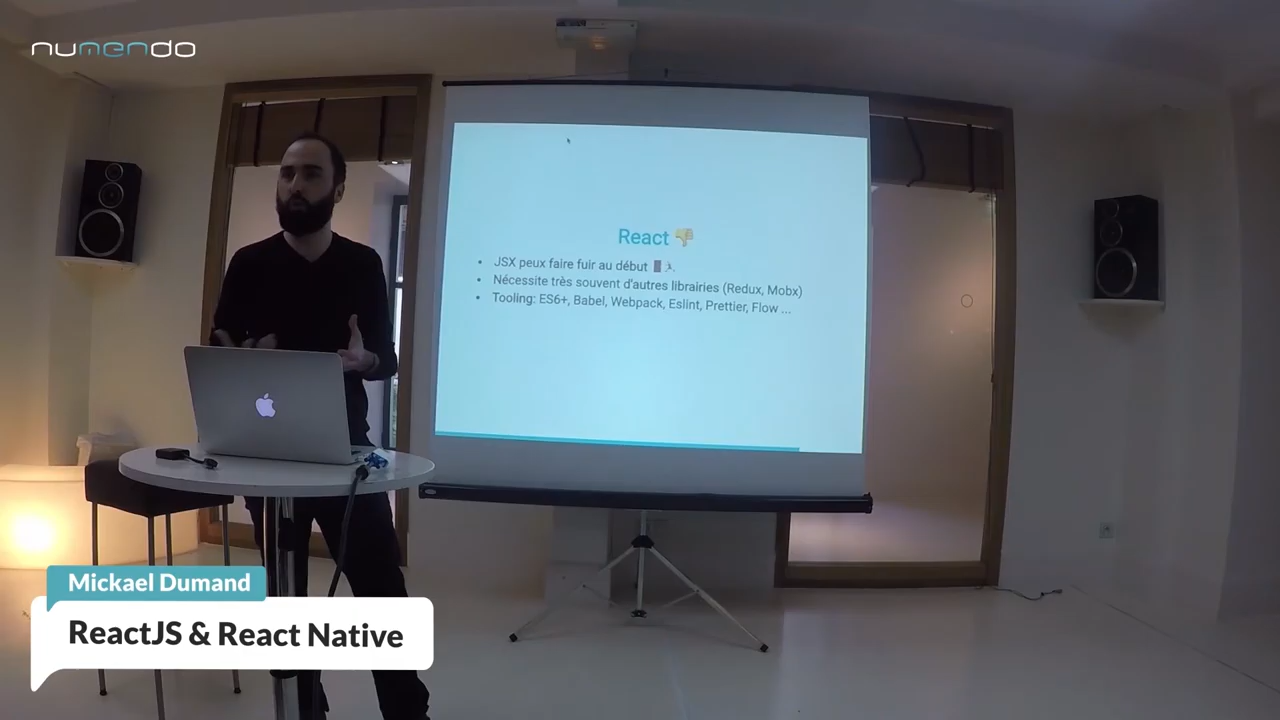 numendo
React 👎
• JSX peux faire fuir au début 🚪🏃
• Nécessite très souvent d'autres librairies (Redux, Mobx)
• Tooling: ES6+, Babel, Webpack, Eslint, Prettier, Flow ...
Mickael Dumand
ReactJS & React Native